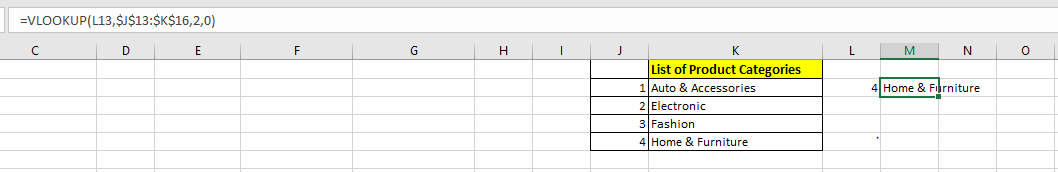 =VLOOKUP(L13,$J$13:$K$16,2,0)
C D E F G H I J K L M N O
List of Product Categories
1 Auto & Accessories 4 Home & Furniture
2 Electronic
3 Fashion
4 Home & Furniture